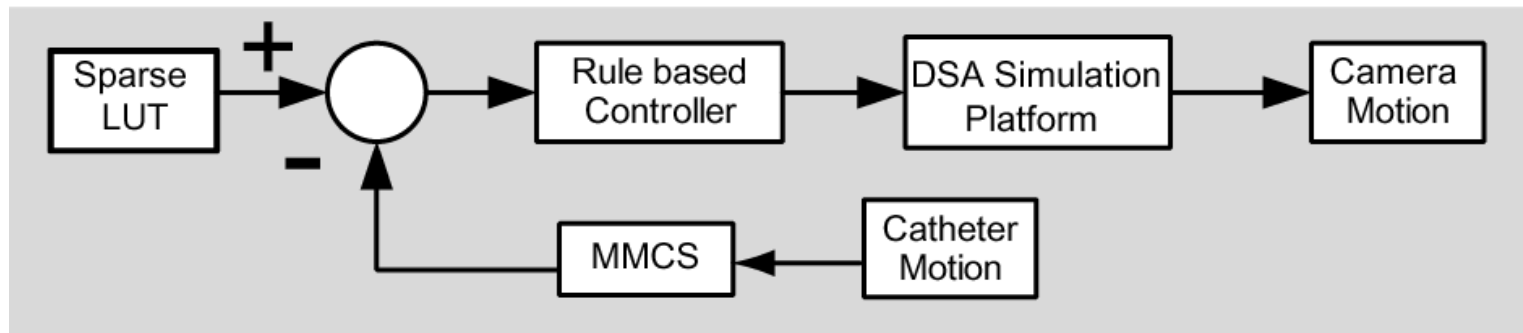 Sparse
LUT
+
-
Rule based
Controller
DSA Simulation
Platform
Camera
Motion
MMCS
Catheter
Motion